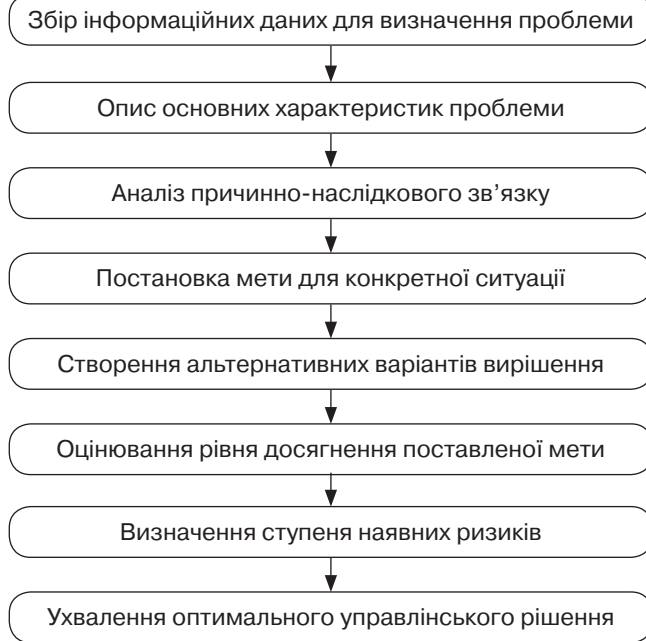 Збір інформаційних даних для визначення проблеми
Опис основних характеристик проблеми
Аналіз причинно-наслідкового зв’язку
Постановка мети для конкретної ситуації
Створення альтернативних варіантів вирішення
Оцінювання рівня досягнення поставленої мети
Визначення ступеня наявних ризиків
Ухвалення оптимального управлінського рішення